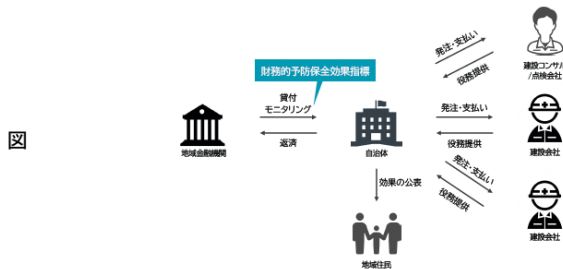 図
財務的予防保全効果指標
貸付
モニタリング
返済
地域金融機関
自治体
効果の公表
地域住民
発注・支払い
役務提供
建設コンサル
/点検会社
発注・支払い
役務提供
建設会社
発注・支払い
役務提供
建設会社